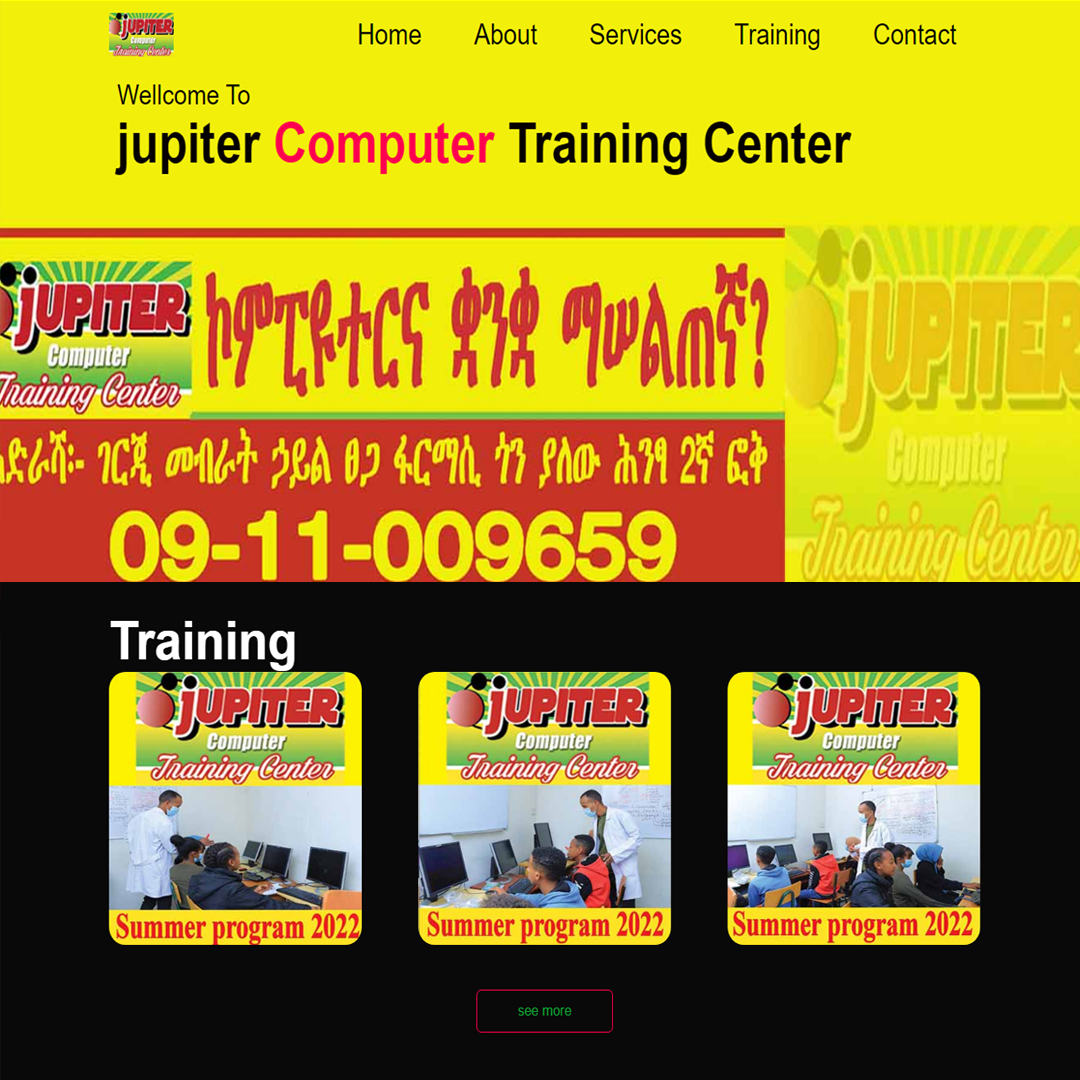 JUPITER
Computer
Training Center
Home About Services Training Contact
Wellcome To
jupiter Computer Training Center
JUPITER
Computer
Training Center
ኮምፒዩተርና ቋንቋ ማሠልጠኛ?
አድራሻ:- ገርጂ መብራት ኃይል ፀጋ ፋርማሲ ጎን ያለው ሕንፃ 2ኛ ፎቅ
09-11-009659
JUPITER
Computer
Training Center
Training
JUPITER
Computer
Training Center
Summer program 2022
JUPITER
Computer
Training Center
Summer program 2022
JUPITER
Computer
Training Center
Summer program 2022
see more